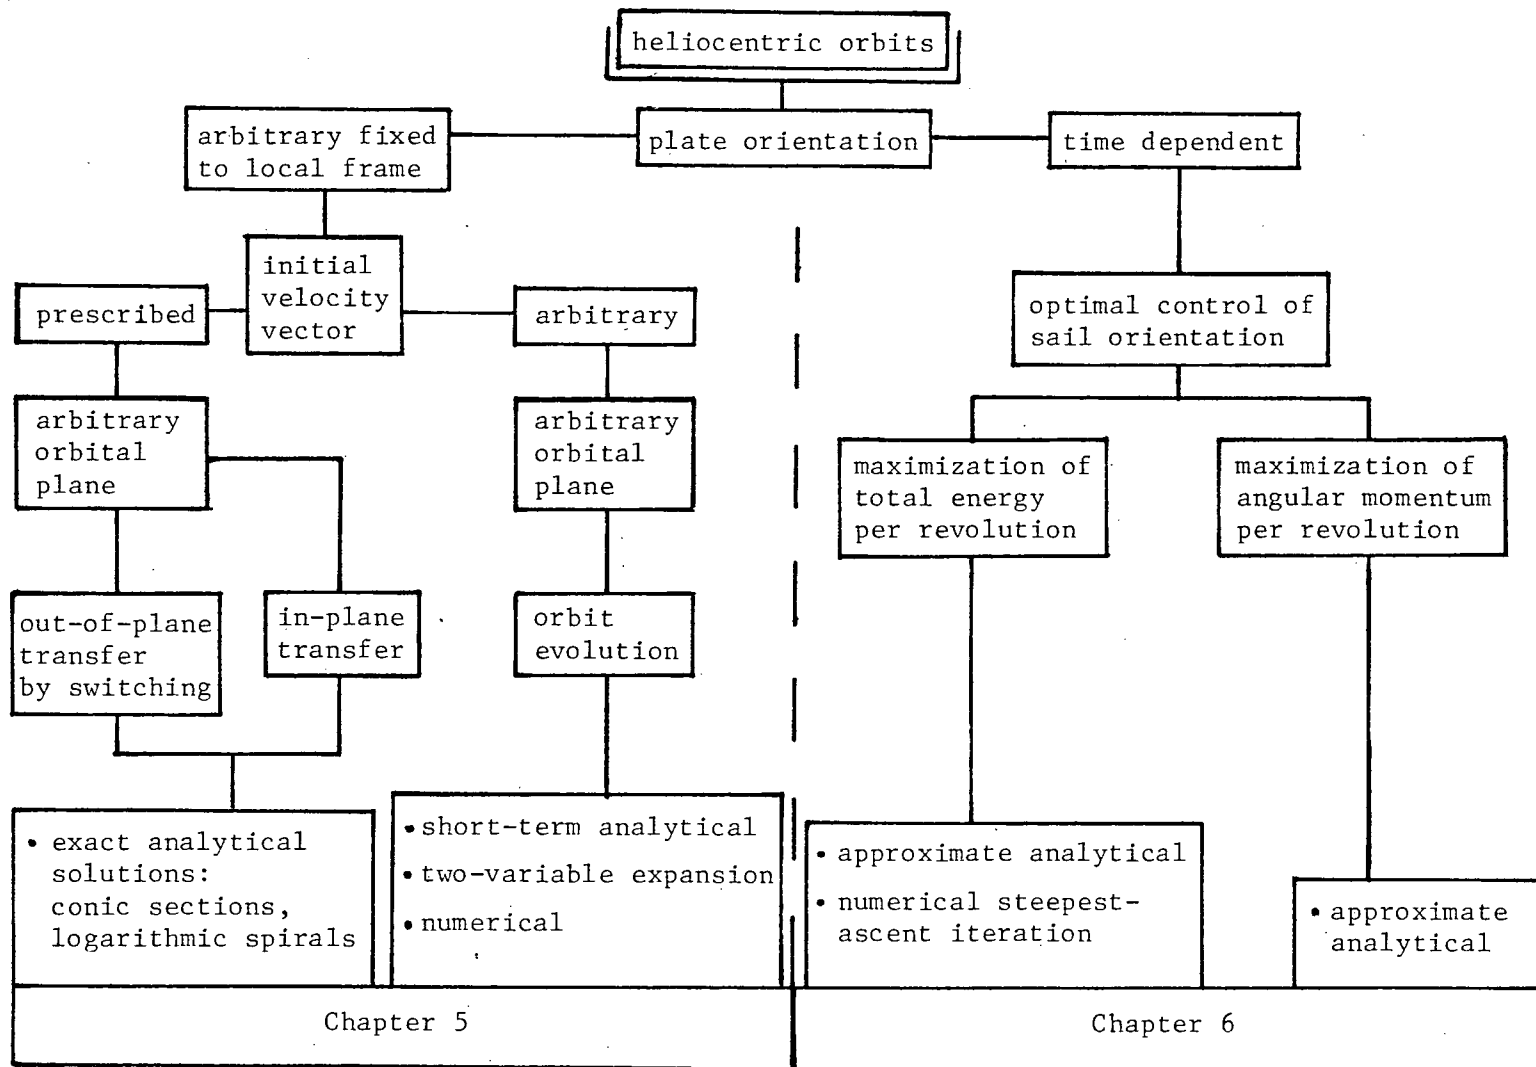 heliocentric orbits
arbitrary fixed
to local frame
plate orientation
time dependent
initial
velocity
vector
prescribed
arbitrary
optimal control of
sail orientation
arbitrary
orbital
plane
arbitrary
orbital
plane
maximization of
total energy
per revolution
maximization of
angular momentum
per revolution
out-of-plane
transfer
by switching
in-plane
transfer
orbit
evolution
• exact analytical
solutions:
conic sections,
logarithmic spirals
• short-term analytical
• two-variable expansion
• numerical
• approximate analytical
• numerical steepest-
ascent iteration
• approximate
analytical
Chapter 5
Chapter 6